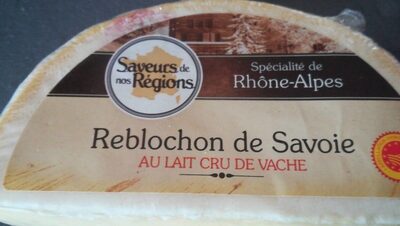 Saveurs de
nos Régions
Spécialité de
Rhône-Alpes
Reblochon de Savoie
AU LAIT CRU DE VACHE